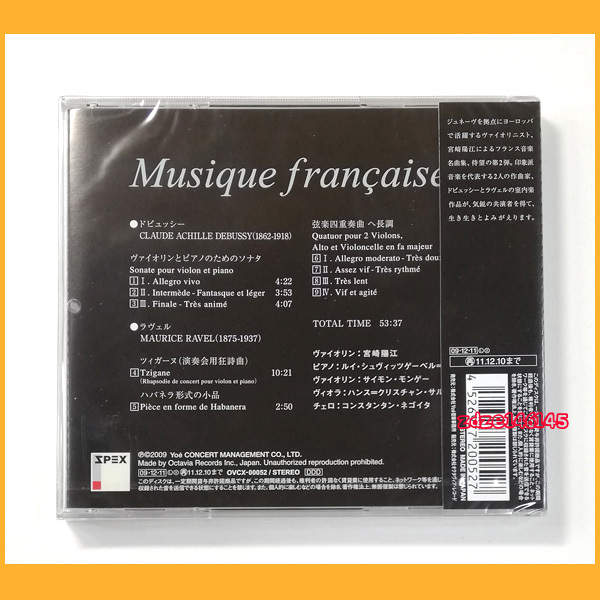 Musique française
●ドビュッシー
CLAUDE ACHILLE DEBUSSY(1862-1918)
ヴァイオリンとピアノのためのソナタ
Sonate pour violon et piano
1 Ⅰ. Allegro vivo 4:22
2 Ⅱ. Intermède - Fantasque et léger 3:53
3 Ⅲ. Finale - Très animé 4:07
●ラヴェル
MAURICE RAVEL(1875-1937)
ツィガーヌ(演奏会用狂詩曲)
4 Tzigane 10:21
(Rhapsodie de concert pour violon et piano)
ハバネラ形式の小品
5 Pièce en forme de Habanera 2:50
弦楽四重奏曲 ヘ長調
Quatuor pour 2 Violons,
Alto et Violoncelle en fa majeur
6 Ⅰ. Allegro moderato - Très dou
7 Ⅱ. Assez vif - Très rythmé
8 Ⅲ. Très lent
9 Ⅳ. Vif et agité
TOTAL TIME 53:37
ヴァイオリン:宮崎陽江
ピアノ:ルイ・シュヴィッツゲーベル=
ヴァイオリン:サイモン・モンゲー
ヴィオラ:ハンス=クリスチャン・サル
チェロ:コンスタンタン・ネゴイタ
ジュネーヴを拠点にヨーロッパ
で活躍するヴァイオリニスト、
宮崎陽江によるフランス音楽
名曲集、待望の第2弾。印象派
音楽を代表する2人の作曲家、
ドビュッシーとラヴェルの室内楽
作品が、気鋭の共演者を得て、
生き生きとよみがえります。
09-12-11
再11.12.10まで
zdze143145
SPEX
℗©2009 Yoé CONCERT MANAGEMENT CO., LTD.
Made by Octavia Records Inc., Japan. Unauthorized reproduction prohibited.
09-12-11 再11.12.10まで OVCX-00052 / STEREO DDD